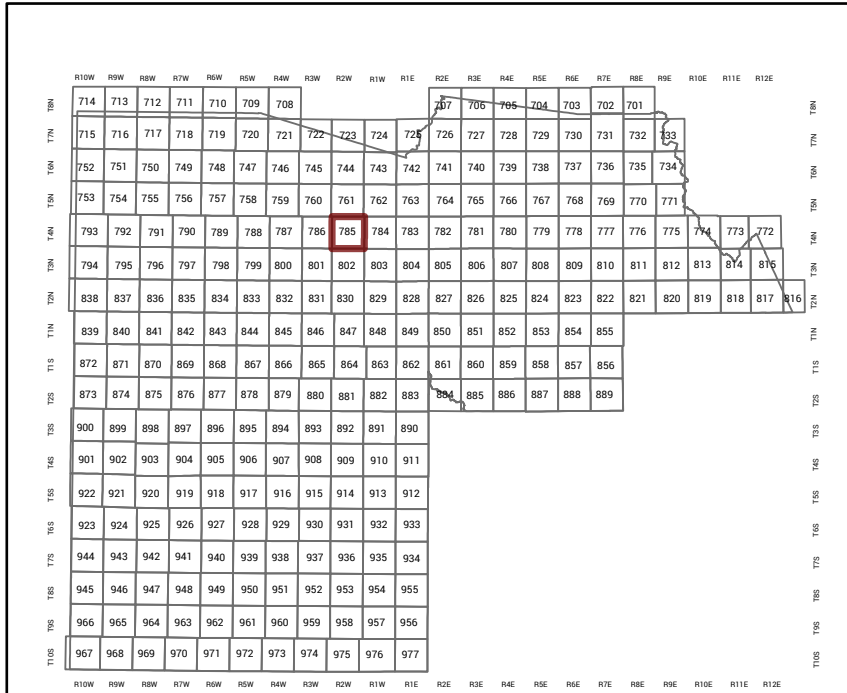 R10W R9W R8W R7W R6W R5W R4W R3W R2W R1W R1E R2E R3E R4E R5E R6E R7E R8E R9E R10E R11E R12E
T8N 714 713 712 711 710 709 708 707 706 705 704 703 702 701 T8N
T7N 715 716 717 718 719 720 721 722 723 724 725 726 727 728 729 730 731 732 733 T7N
T6N 752 751 750 749 748 747 746 745 744 743 742 741 740 739 738 737 736 735 734 T6N
T5N 753 754 755 756 757 758 759 760 761 762 763 764 765 766 767 768 769 770 771 T5N
T4N 793 792 791 790 789 788 787 786 785 784 783 782 781 780 779 778 777 776 775 774 773 772 T4N
T3N 794 795 796 797 798 799 800 801 802 803 804 805 806 807 808 809 810 811 812 813 814 815 T3N
T2N 838 837 836 835 834 833 832 831 830 829 828 827 826 825 824 823 822 821 820 819 818 817 816 T2N
T1N 839 840 841 842 843 844 845 846 847 848 849 850 851 852 853 854 855 T1N
T1S 872 871 870 869 868 867 866 865 864 863 862 861 860 859 858 857 856 T1S
T2S 873 874 875 876 877 878 879 880 881 882 883 884 885 886 887 888 889 T2S
T3S 900 899 898 897 896 895 894 893 892 891 890 T3S
T4S 901 902 903 904 905 906 907 908 909 910 911 T4S
T5S 922 921 920 919 918 917 916 915 914 913 912 T5S
T6S 923 924 925 926 927 928 929 930 931 932 933 T6S
T7S 944 943 942 941 940 939 938 937 936 935 934 T7S
T8S 945 946 947 948 949 950 951 952 953 954 955 T8S
T9S 966 965 964 963 962 961 960 959 958 957 956 T9S
T10S 967 968 969 970 971 972 973 974 975 976 977 T10S
R10W R9W R8W R7W R6W R5W R4W R3W R2W R1W R1E R2E R3E R4E R5E R6E R7E R8E R9E R10E R11E R12E